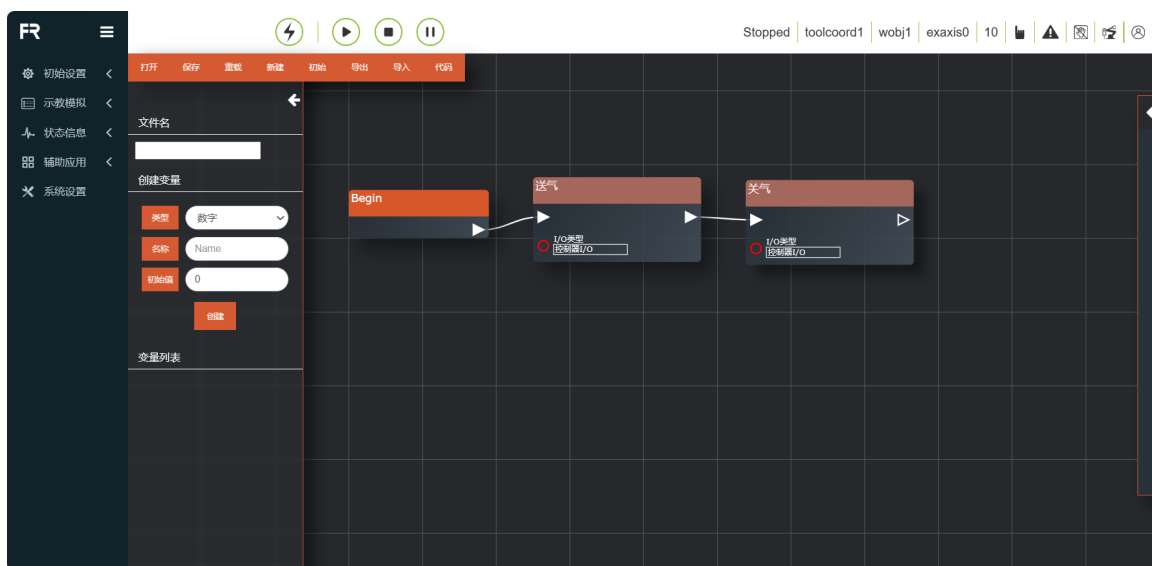 FR
Stopped toolcoord1 wobj1 exaxis0 10
初始设置
示教模拟
状态信息
辅助应用
系统设置
打开 保存 重载 新建 初始 导出 导入 代码
文件名
创建变量
类型 数字
名称 Name
初始值 0
创建
变量列表
Begin
送气
I/O类型
控制器I/O
关气
I/O类型
控制器I/O